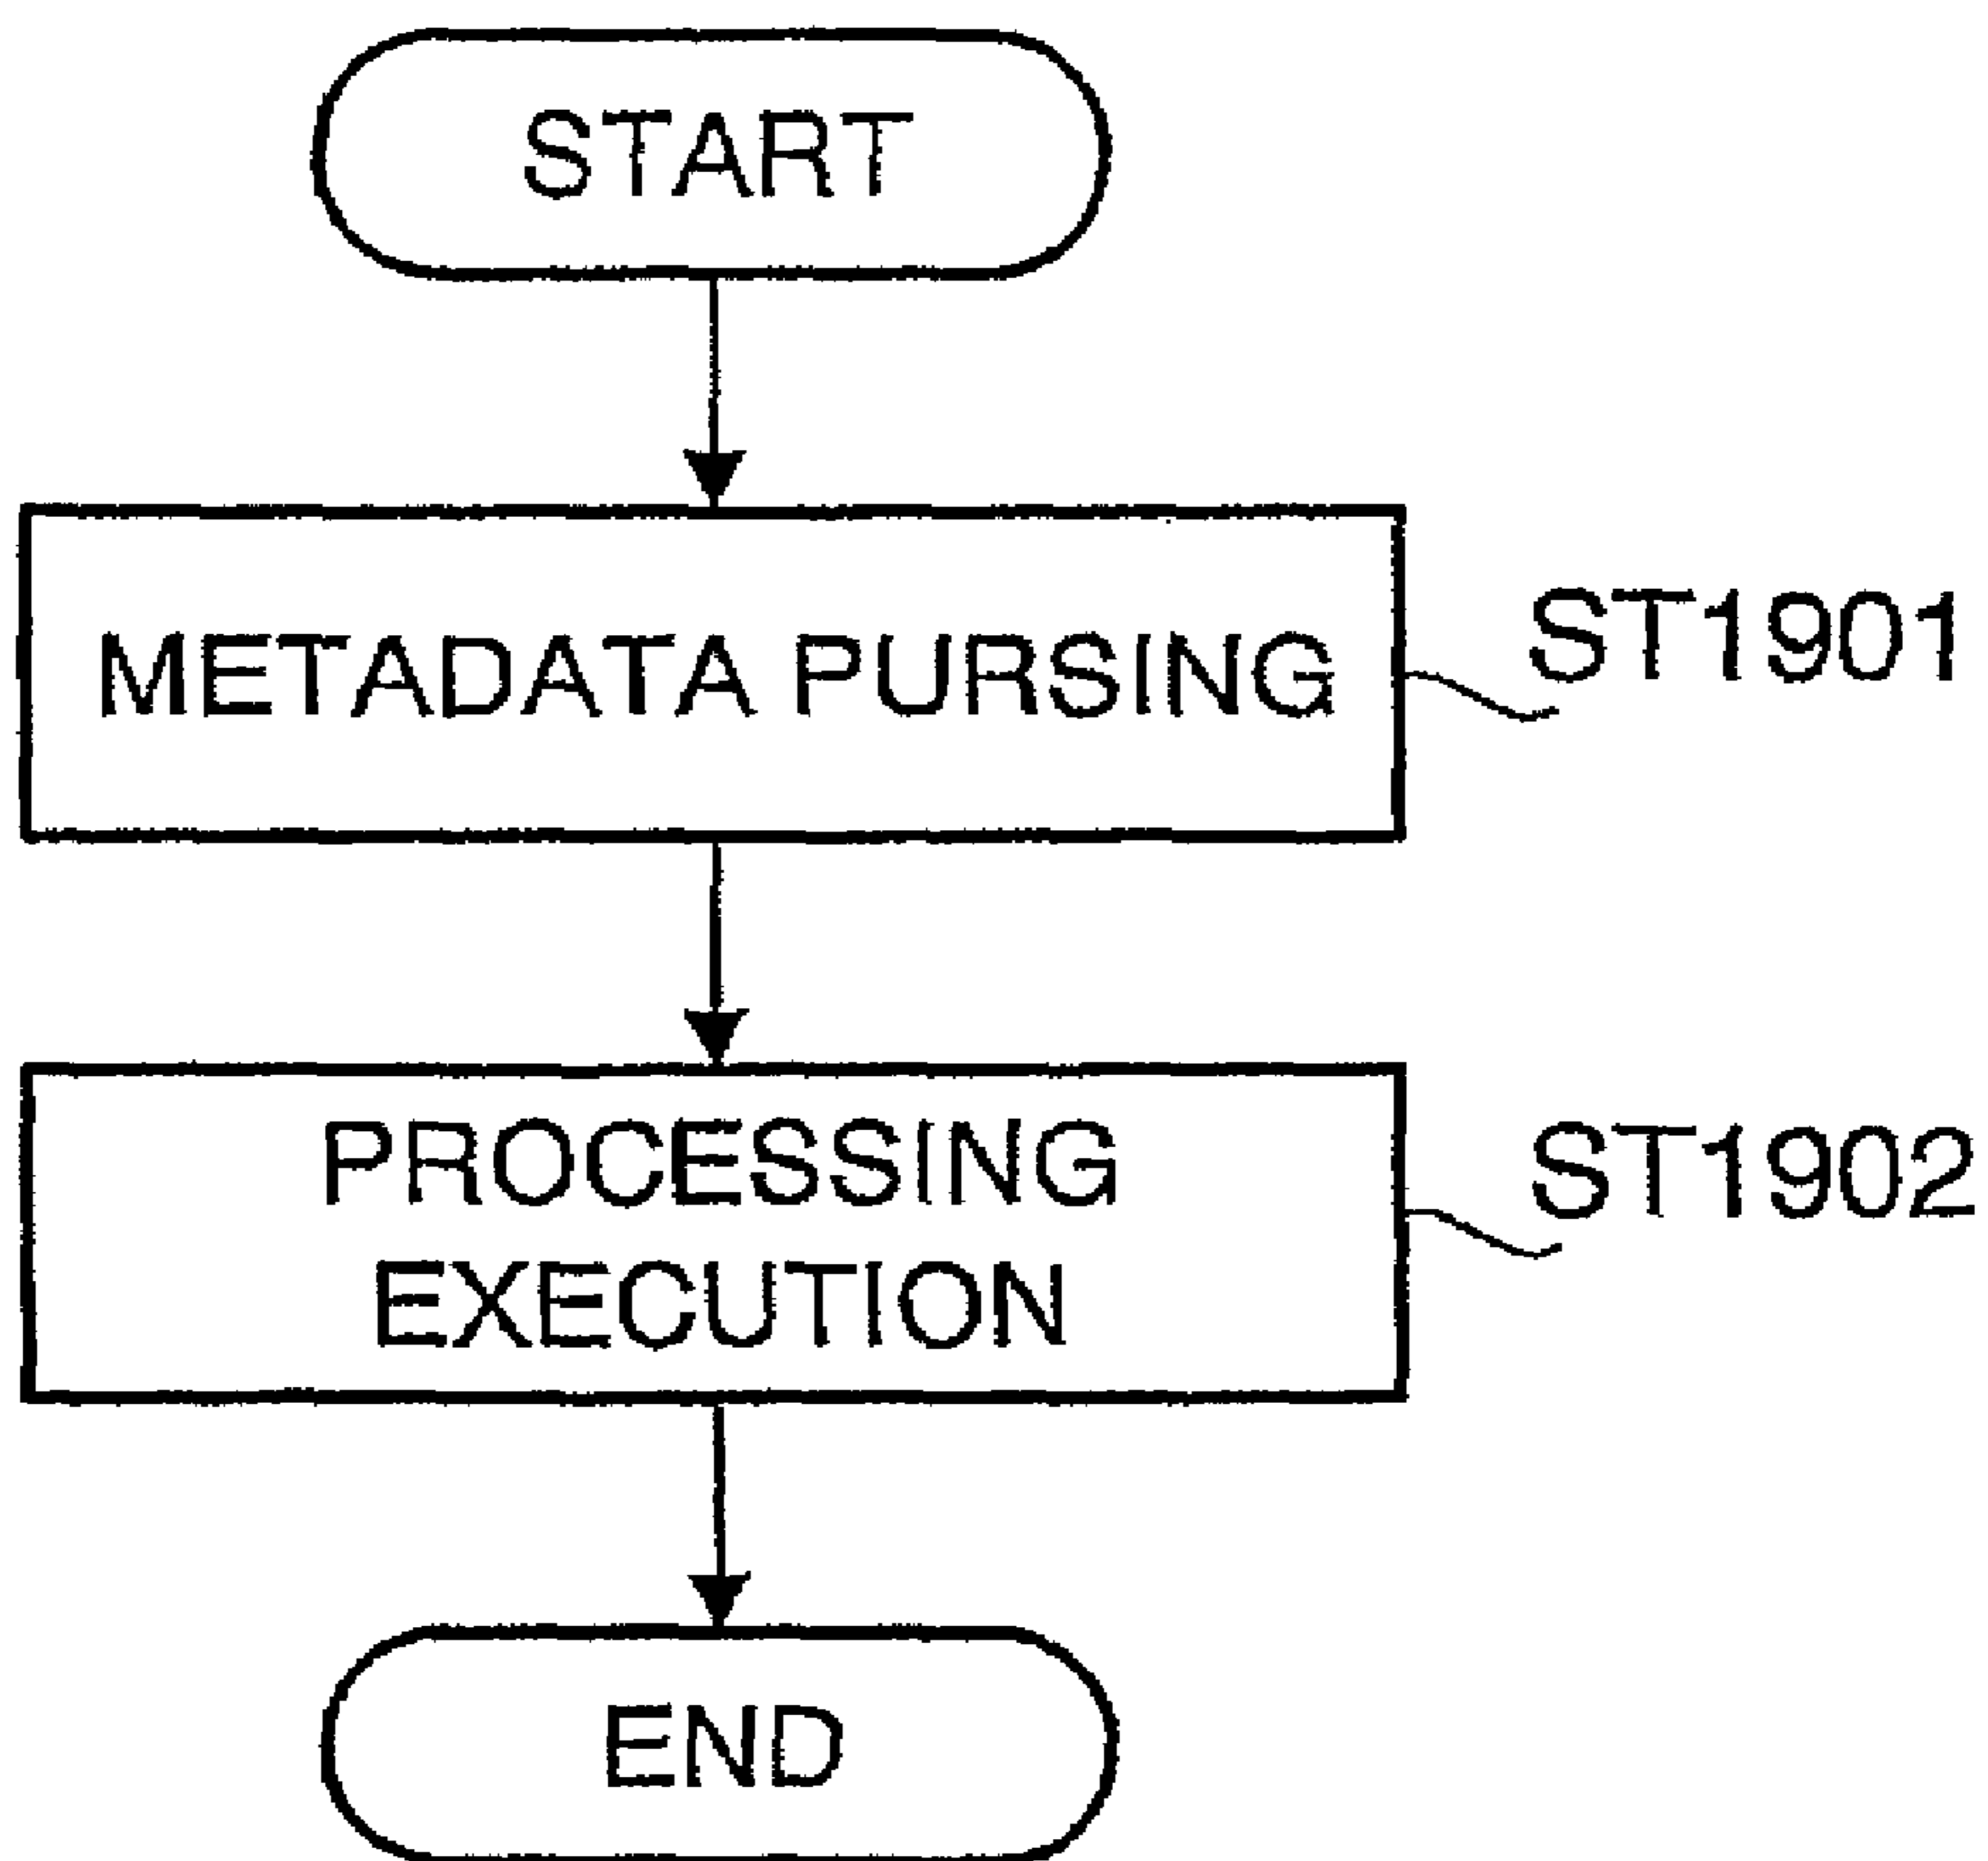 START
METADATA PURSING
ST1901
PROCESSING
EXECUTION
ST1902
END